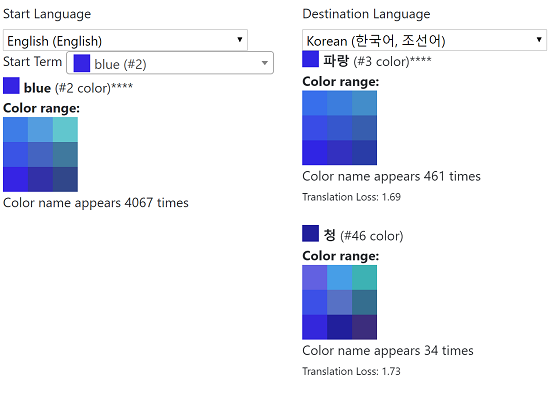 Start Language
English (English)
Start Term blue (#2)
blue (#2 color)****
Color range:
Color name appears 4067 times
Destination Language
Korean (한국어, 조선어)
파랑 (#3 color)****
Color range:
Color name appears 461 times
Translation Loss: 1.69
청 (#46 color)
Color range:
Color name appears 34 times
Translation Loss: 1.73